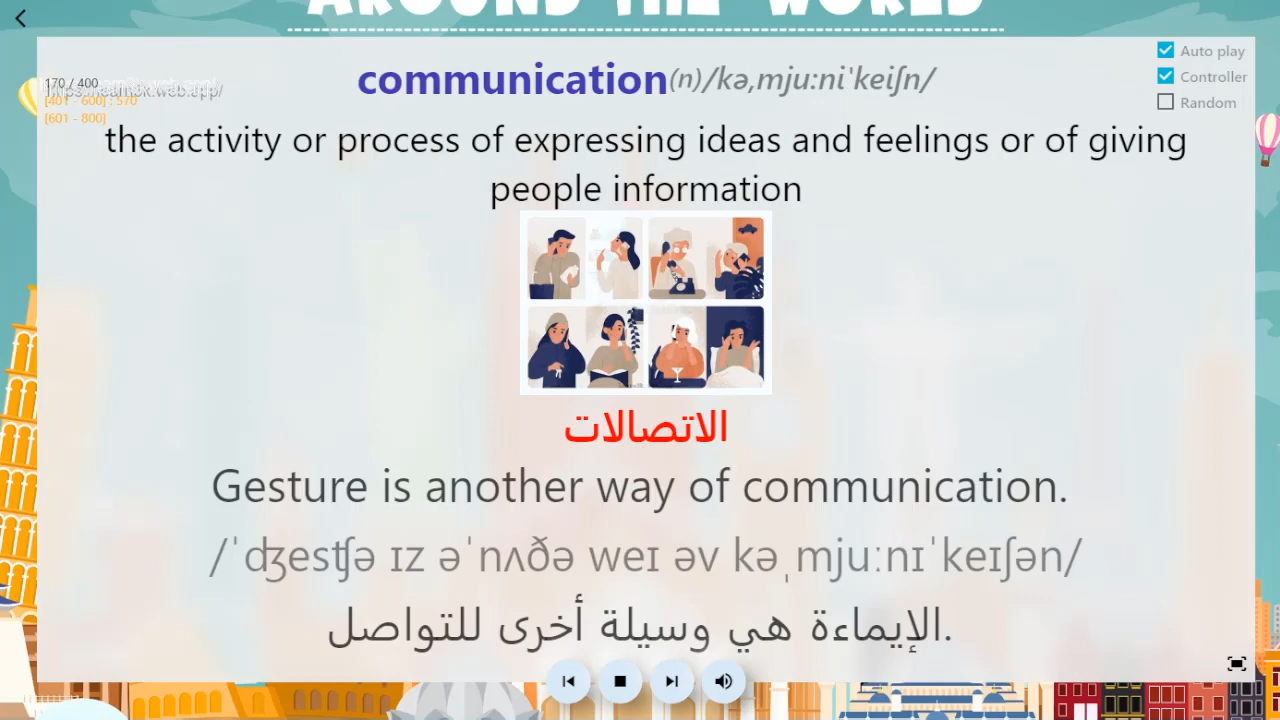 AROUND THE WORLD
170 / 400
[401 - 600] : 570
[601 - 800]
communication(n)/kə,mju:ni'keiʃn/
Auto play
Controller
Random
the activity or process of expressing ideas and feelings or of giving
people information
الاتصالات
Gesture is another way of communication.
/ˈʤesʧə ɪz əˈnʌðə weɪ əv kəˌmjuːnɪˈkeɪʃən/
الإيماءة هي وسيلة أخرى للتواصل.